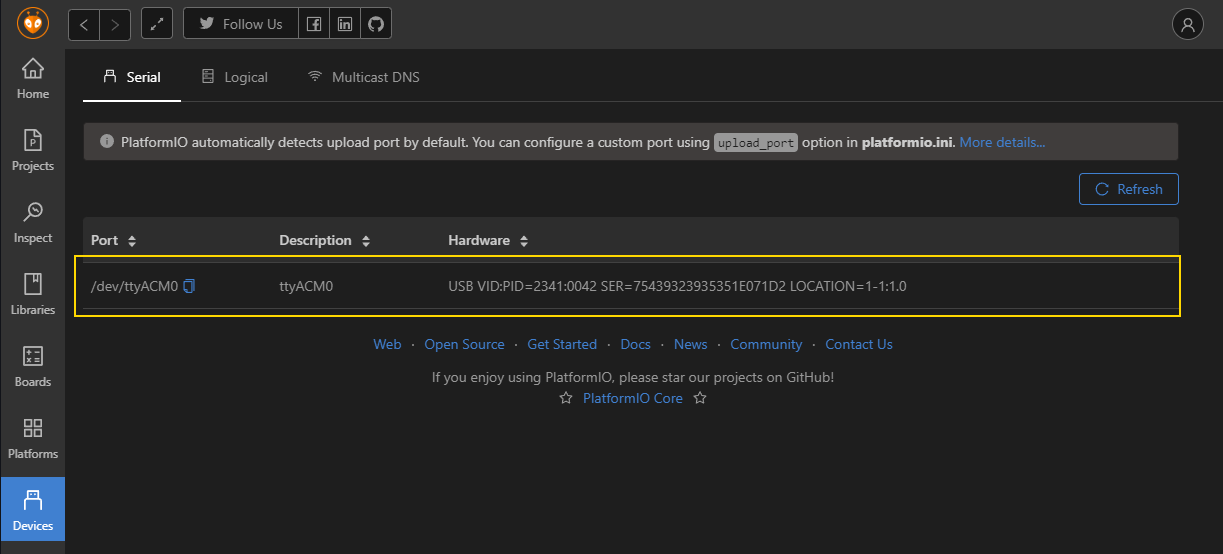 Follow Us
Home
Projects
Inspect
Libraries
Boards
Platforms
Devices
Serial Logical Multicast DNS
PlatformIO automatically detects upload port by default. You can configure a custom port using upload_port option in platformio.ini. More details...
Refresh
Port Description Hardware
/dev/ttyACM0 ttyACM0 USB VID:PID=2341:0042 SER=75439323935351E071D2 LOCATION=1-1:1.0
Web · Open Source · Get Started · Docs · News · Community · Contact Us
If you enjoy using PlatformIO, please star our projects on GitHub!
PlatformIO Core